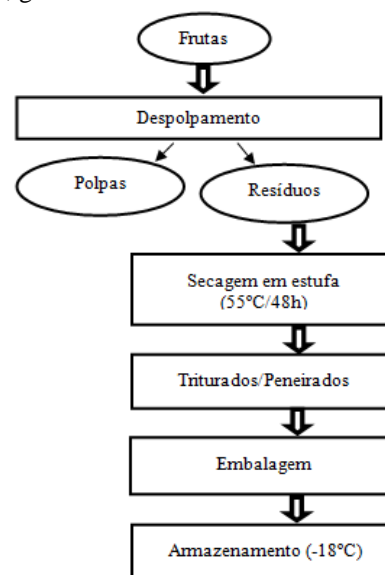 Frutas
Despolpamento
Polpas
Resíduos
Secagem em estufa
(55°C/48h)
Triturados/Peneirados
Embalagem
Armazenamento (-18°C)